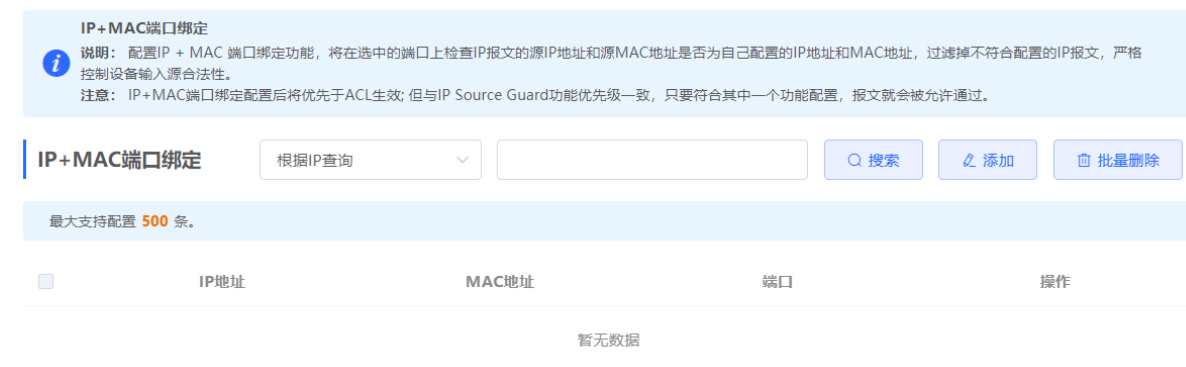 IP+MAC端口绑定
说明： 配置IP + MAC 端口绑定功能，将在选中的端口上检查IP报文的源IP地址和源MAC地址是否为自己配置的IP地址和MAC地址，过滤掉不符合配置的IP报文，严格
控制设备输入源合法性。
注意： IP+MAC端口绑定配置后将优先于ACL生效; 但与IP Source Guard功能优先级一致，只要符合其中一个功能配置，报文就会被允许通过。
IP+MAC端口绑定 根据IP查询 搜索 添加 批量删除
最大支持配置 500 条。
IP地址 MAC地址 端口 操作
暂无数据